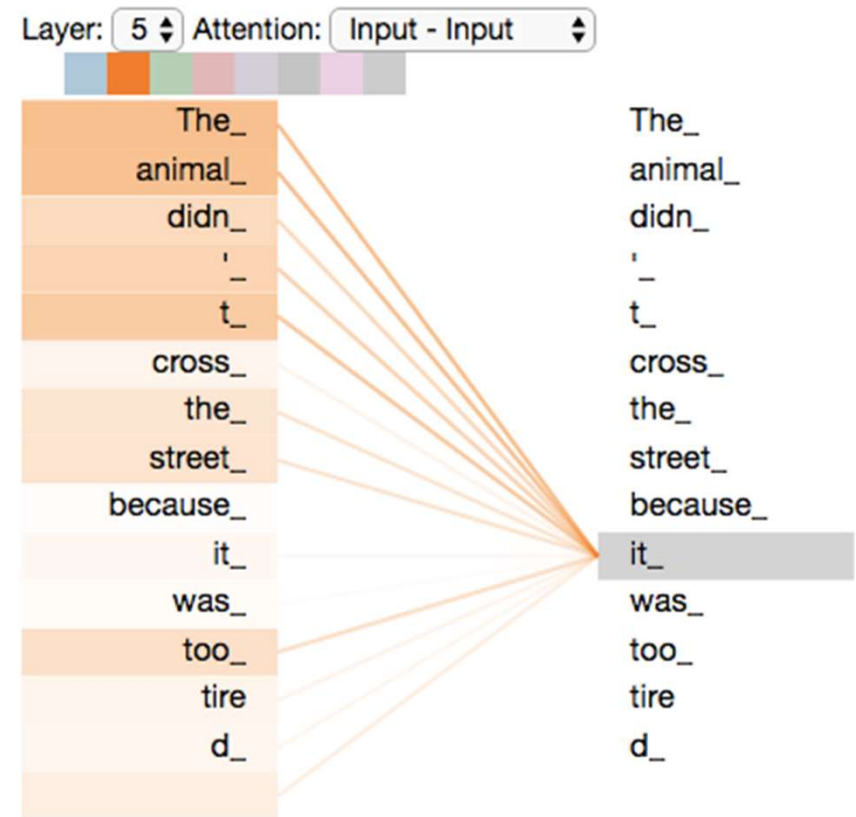 Layer: 5 Attention: Input - Input
The_ The_
animal_ animal_
didn_ didn_
'_ '_
t_ t_
cross_ cross_
the_ the_
street_ street_
because_ because_
it_ it_
was_ was_
too_ too_
tire tire
d_ d_